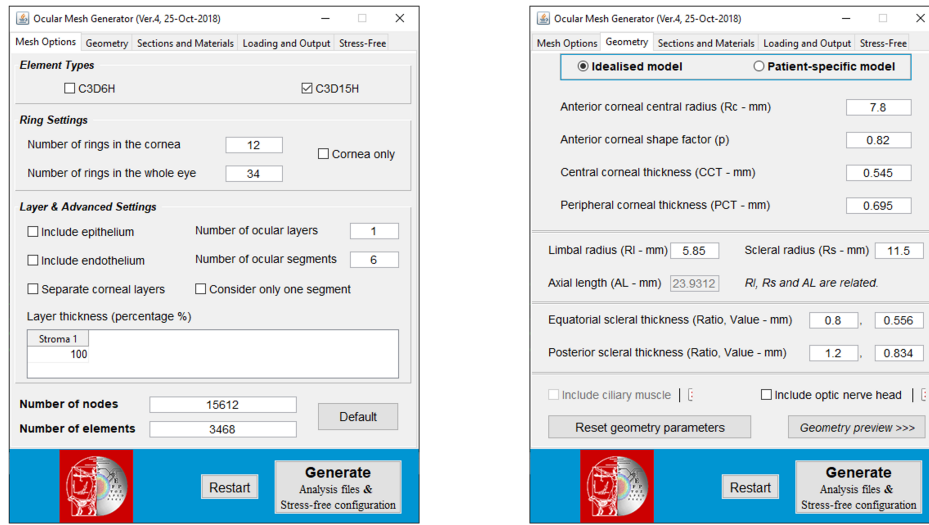 Ocular Mesh Generator (Ver.4, 25-Oct-2018)
Mesh Options Geometry Sections and Materials Loading and Output Stress-Free
Element Types
C3D6H C3D15H
Ring Settings
Number of rings in the cornea 12
Cornea only
Number of rings in the whole eye 34
Layer & Advanced Settings
Include epithelium Number of ocular layers 1
Include endothelium Number of ocular segments 6
Separate corneal layers Consider only one segment
Layer thickness (percentage %)
Stroma 1
100
Number of nodes 15612
Default
Number of elements 3468
Restart
Generate
Analysis files &
Stress-free configuration
Ocular Mesh Generator (Ver.4, 25-Oct-2018)
Mesh Options Geometry Sections and Materials Loading and Output Stress-Free
Idealised model Patient-specific model
Anterior corneal central radius (Rc - mm) 7.8
Anterior corneal shape factor (p) 0.82
Central corneal thickness (CCT - mm) 0.545
Peripheral corneal thickness (PCT - mm) 0.695
Limbal radius (Rl - mm) 5.85 Scleral radius (Rs - mm) 11.5
Axial length (AL - mm) 23.9312 Rl, Rs and AL are related.
Equatorial scleral thickness (Ratio, Value - mm) 0.8 , 0.556
Posterior scleral thickness (Ratio, Value - mm) 1.2 , 0.834
Include ciliary muscle Include optic nerve head
Reset geometry parameters Geometry preview >>>
Restart
Generate
Analysis files &
Stress-free configuration